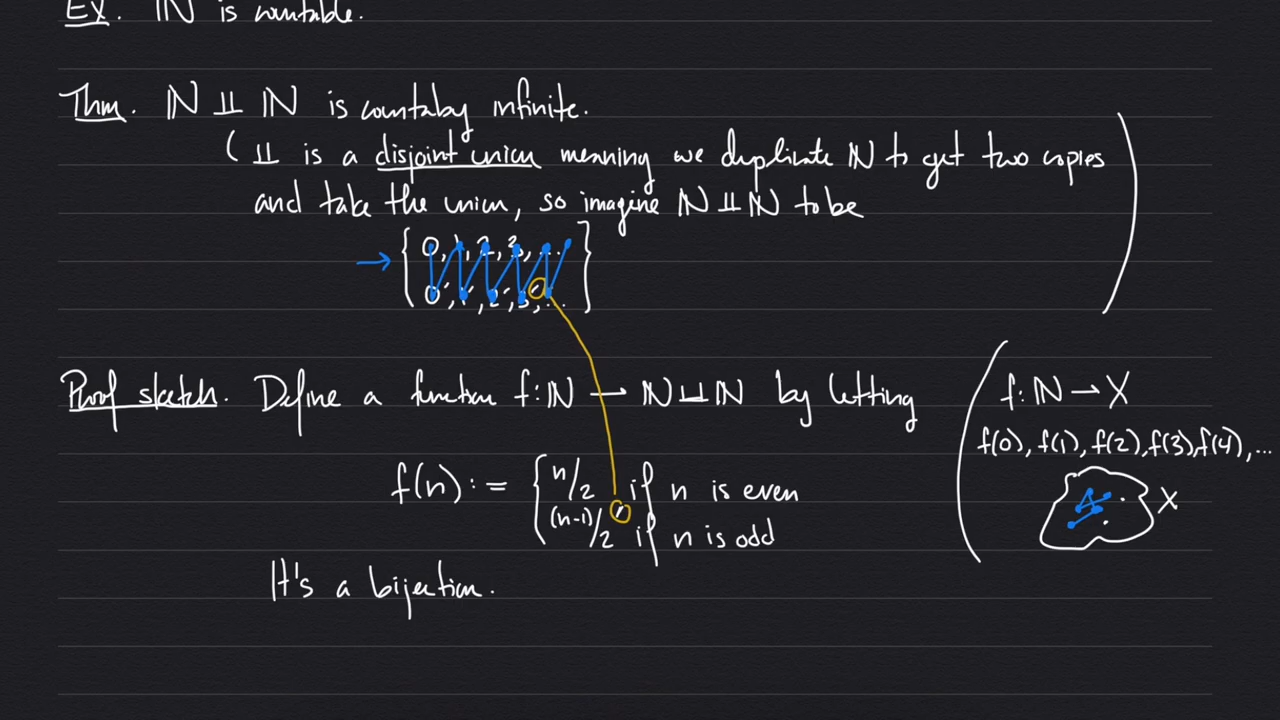 Ex. ℕ is countable.
Thm. ℕ ⨿ ℕ is countaby infinite.
( ⨿ is a disjoint union meaning we duplicate ℕ to get two copies
and take the union, so imagine ℕ ⨿ ℕ to be )
→ { 0, 1, 2, 3, ...
0', 1', 2', 3', ... }
Proof sketch. Define a function f: ℕ → ℕ ⨿ ℕ by letting
f(n) := { n/2 if n is even
(n-1)/2 ' if n is odd
It's a bijection.
( f: ℕ → X
f(0), f(1), f(2), f(3), f(4), ...
X